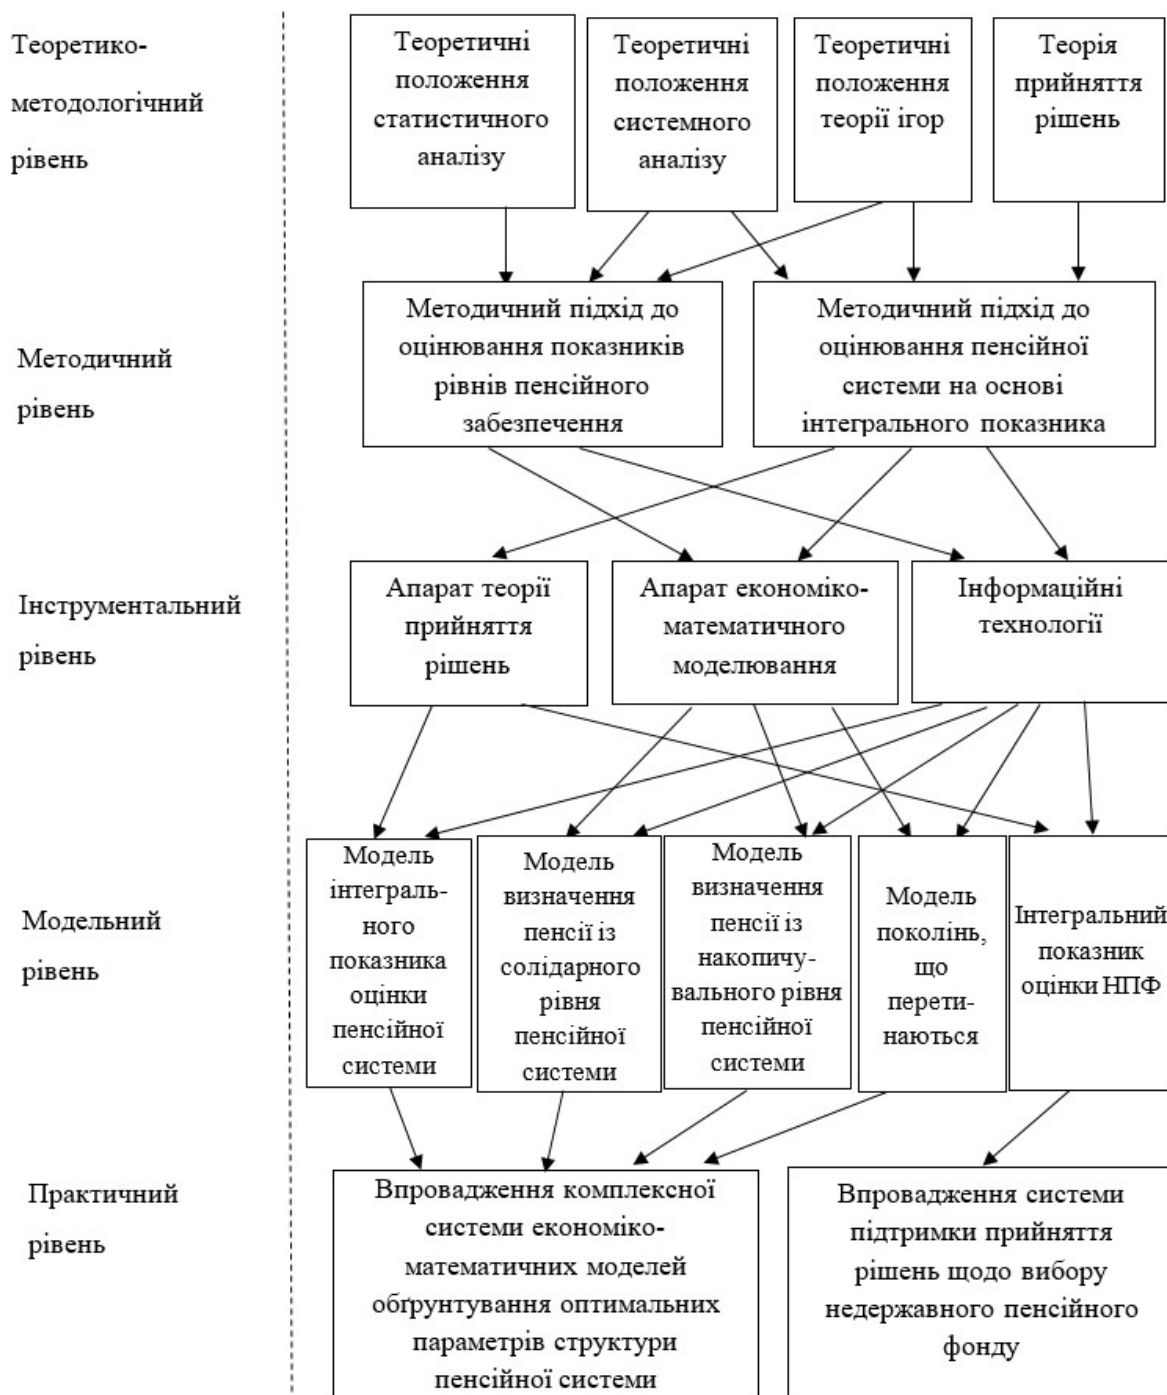 Теоретико-
методологічний
рівень
Теоретичні
положення
статистичного
аналізу
Теоретичні
положення
системного
аналізу
Теоретичні
положення
теорії ігор
Теорія
прийняття
рішень
Методичний
рівень
Методичний підхід до
оцінювання показників
рівнів пенсійного
забезпечення
Методичний підхід до
оцінювання пенсійної
системи на основі
інтегрального показника
Інструментальний
рівень
Апарат теорії
прийняття
рішень
Апарат економіко-
математичного
моделювання
Інформаційні
технології
Модельний
рівень
Модель
інтеграль-
ного
показника
оцінки
пенсійної
системи
Модель
визначення
пенсії із
солідарного
рівня
пенсійної
системи
Модель
визначення
пенсії із
накопичу-
вального рівня
пенсійної
системи
Модель
поколінь,
що
перети-
наються
Інтегральний
показник
оцінки НПФ
Практичний
рівень
Впровадження комплексної
системи економіко-
математичних моделей
обґрунтування оптимальних
параметрів структури
пенсійної системи
Впровадження системи
підтримки прийняття
рішень щодо вибору
недержавного пенсійного
фонду